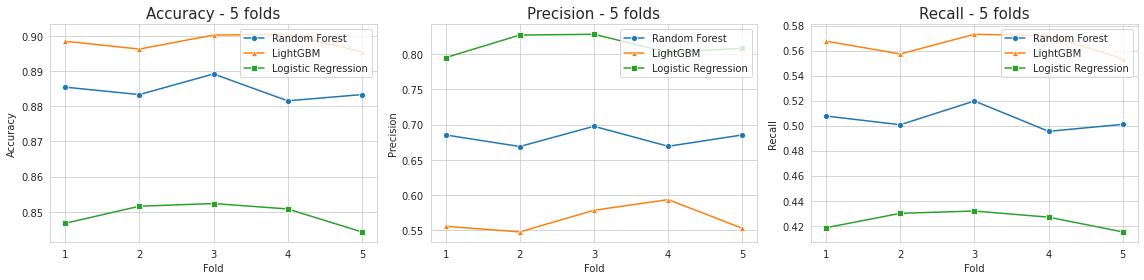 Accuracy - 5 folds
0.90
0.89
0.88
0.87
0.86
0.85
Accuracy
1 2 3 4 5
Fold
Random Forest
LightGBM
Logistic Regression
Precision - 5 folds
0.80
0.75
0.70
0.65
0.60
0.55
Precision
1 2 3 4 5
Fold
Random Forest
LightGBM
Logistic Regression
Recall - 5 folds
0.58
0.56
0.54
0.52
0.50
0.48
0.46
0.44
0.42
Recall
1 2 3 4 5
Fold
Random Forest
LightGBM
Logistic Regression